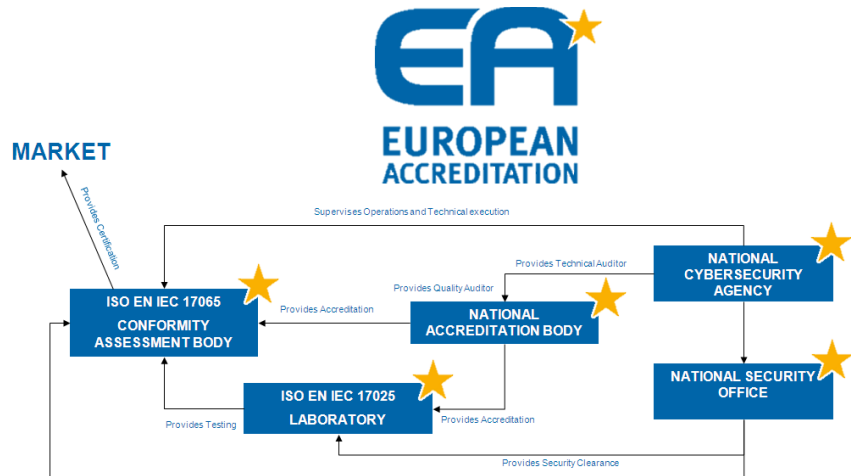 EA
EUROPEAN
ACCREDITATION
MARKET
Provides Certification
Supervises Operations and Technical execution
Provides Technical Auditor
NATIONAL
CYBERSECURITY
AGENCY
Provides Quality Auditor
ISO EN IEC 17065
CONFORMITY
ASSESSMENT BODY
Provides Accreditation
NATIONAL
ACCREDITATION BODY
NATIONAL SECURITY
OFFICE
ISO EN IEC 17025
LABORATORY
Provides Testing
Provides Accreditation
Provides Security Clearance